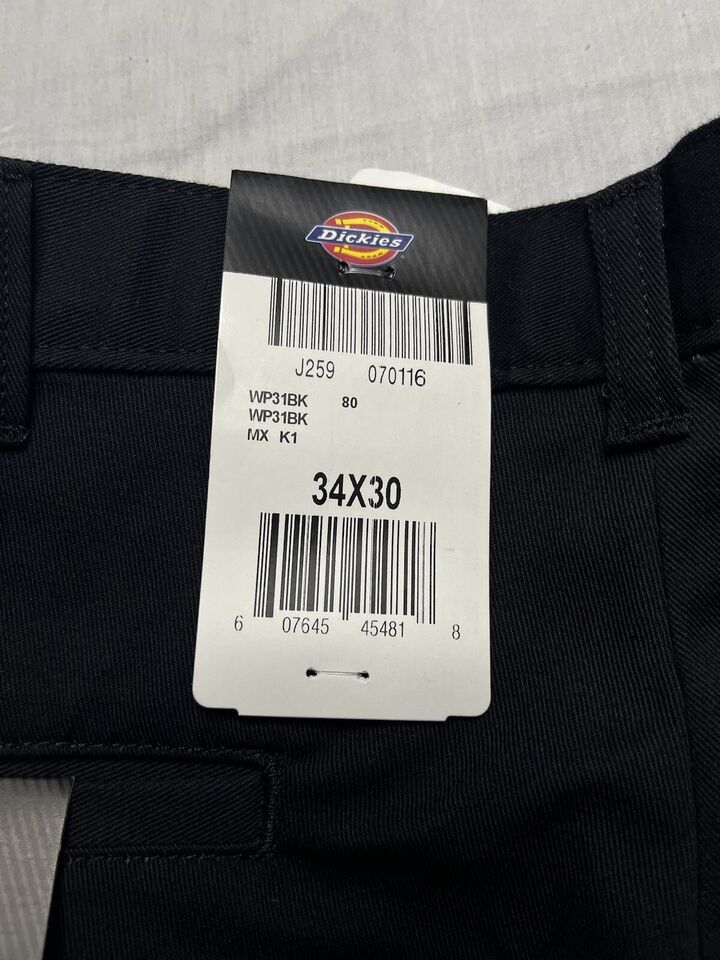 Dickies
J259 070116
WP31BK 80
WP31BK
MX K1
34X30
6 07645 45481 8